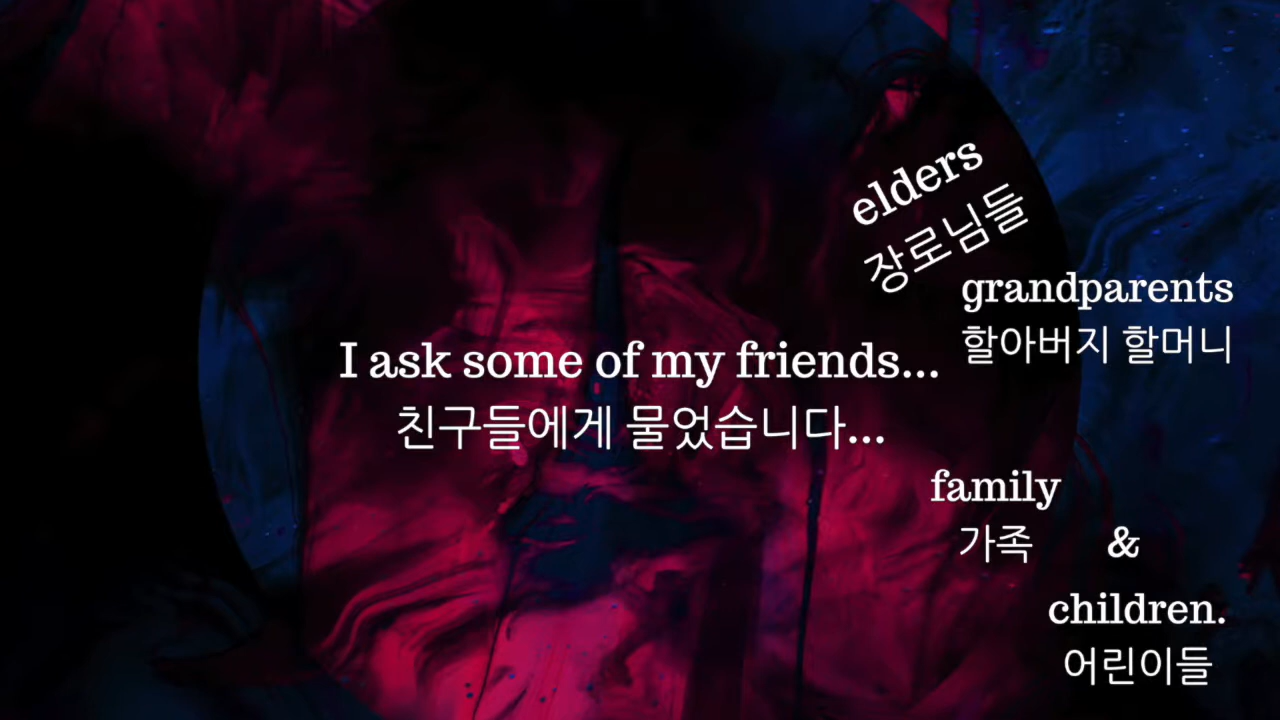 I ask some of my friends...
친구들에게 물었습니다...
elders
장로님들
grandparents
할아버지 할머니
family
가족
&
children.
어린이들